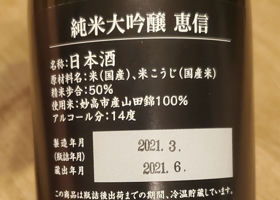 純米大吟醸 恵信
名称:日本酒
原材料名:米(国産)、米こうじ(国産米)
精米歩合:50%
使用米:妙高市産山田錦100%
アルコール分:14度
製造年月
(瓶詰年月)
2021.3.
蔵出年月
2021.6.
この商品は瓶詰後出荷までの期間、冷温貯蔵しています。